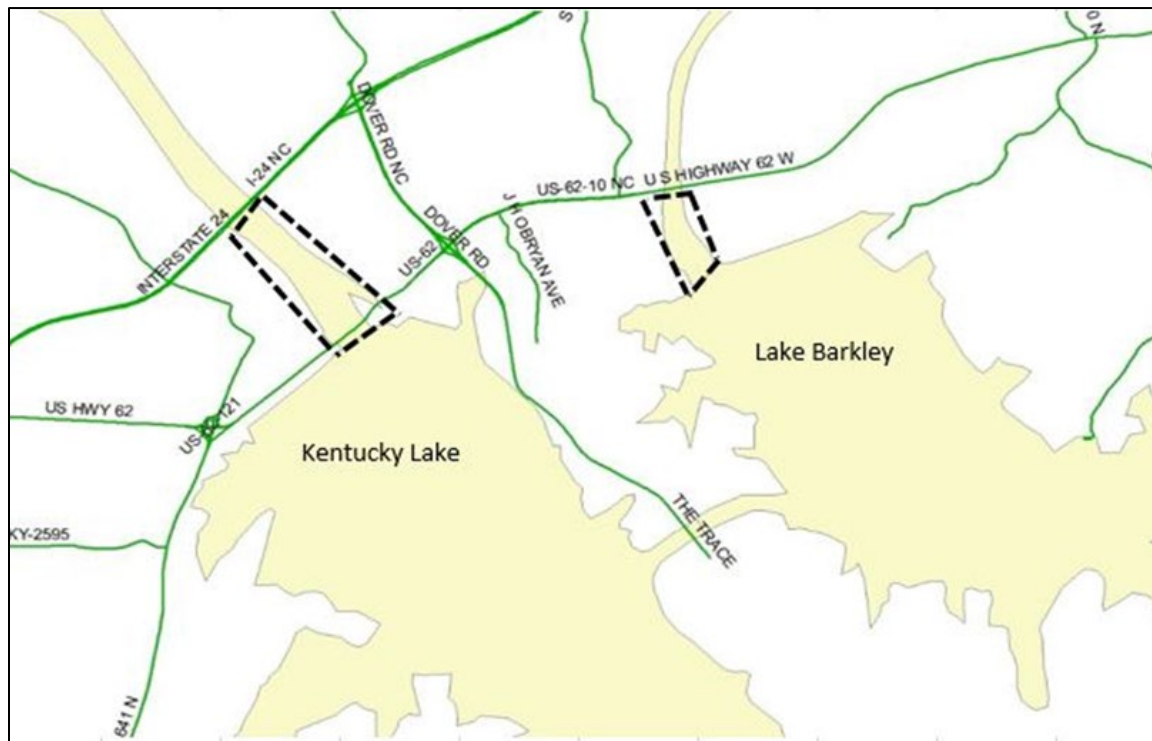 0 N
DOVER RD NC
I-24 NC
US-62-10 NC
U S HIGHWAY 62 W
INTERSTATE 24
US-62
DOVER RD
J H OBRYAN AVE
Lake Barkley
US HWY 62
Kentucky Lake
THE TRACE
KY-2595
641 N